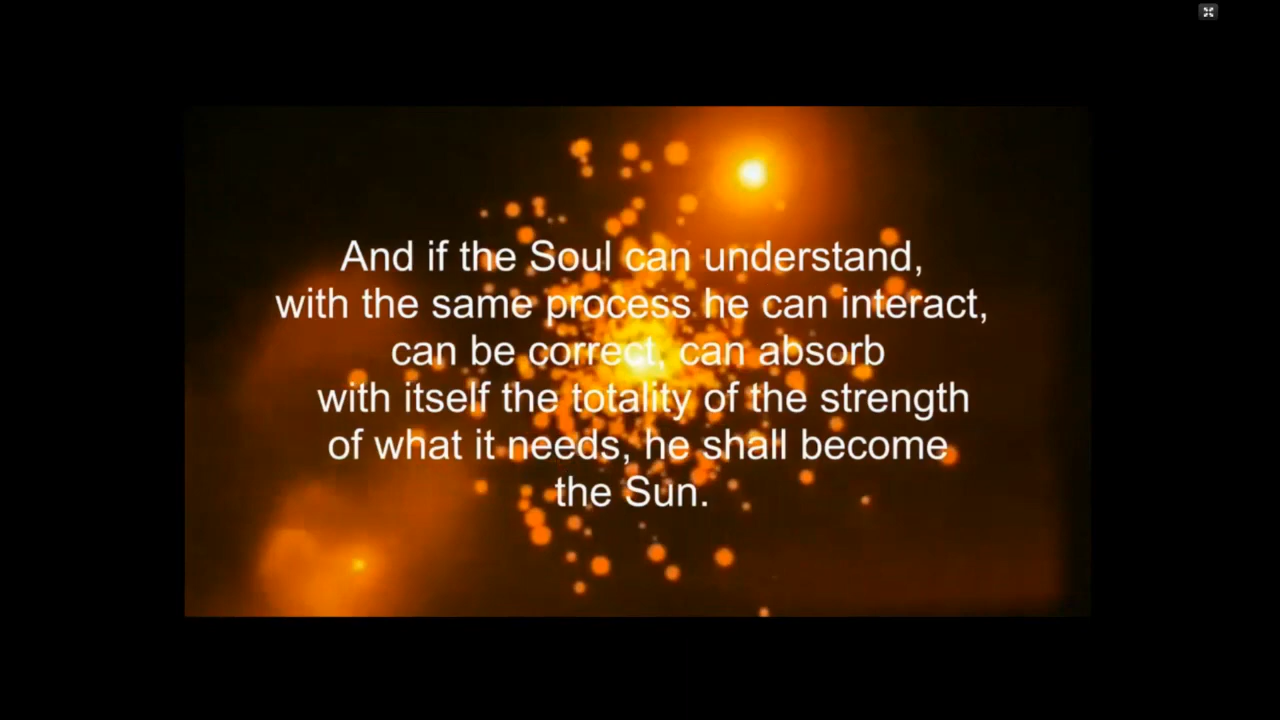 And if the Soul can understand,
with the same process he can interact,
can be correct, can absorb
with itself the totality of the strength
of what it needs, he shall become
the Sun.